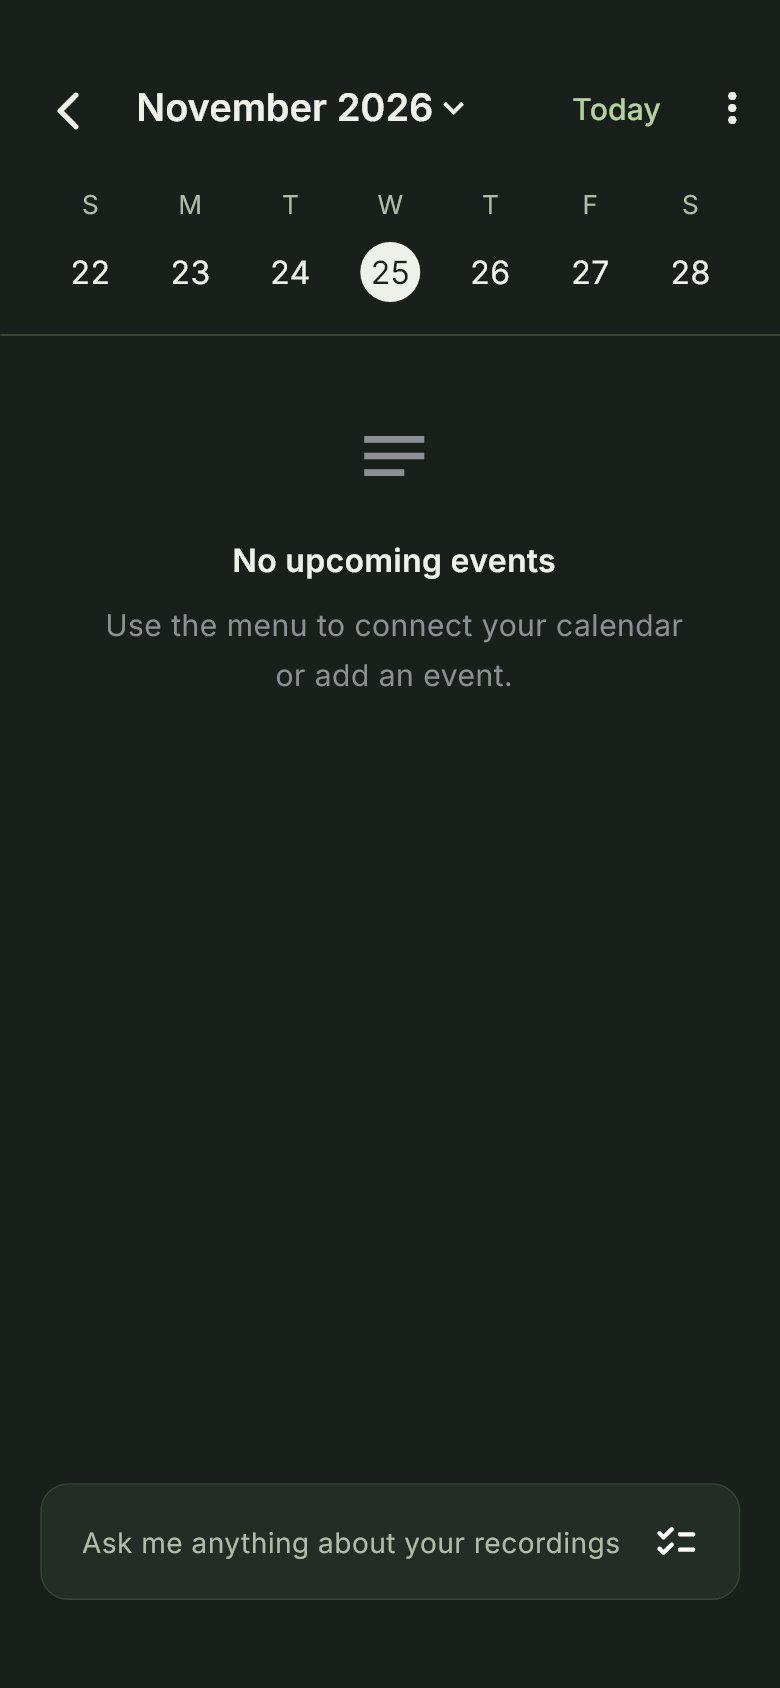 November 2026
Today
S M T W T F S
22 23 24 25 26 27 28
No upcoming events
Use the menu to connect your calendar
or add an event.
Ask me anything about your recordings